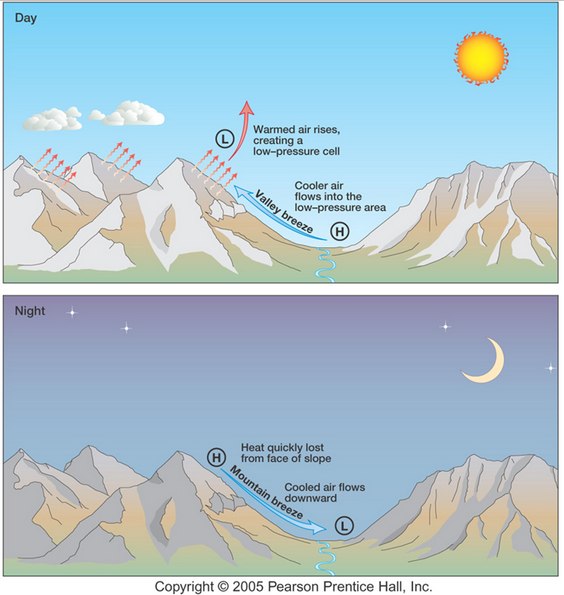 Day
L
Warmed air rises,
creating a
low–pressure cell
Cooler air
flows into the
low–pressure area
Valley breeze
H
Night
H
Heat quickly lost
from face of slope
Mountain breeze
Cooled air flows
downward
L
Copyright © 2005 Pearson Prentice Hall, Inc.